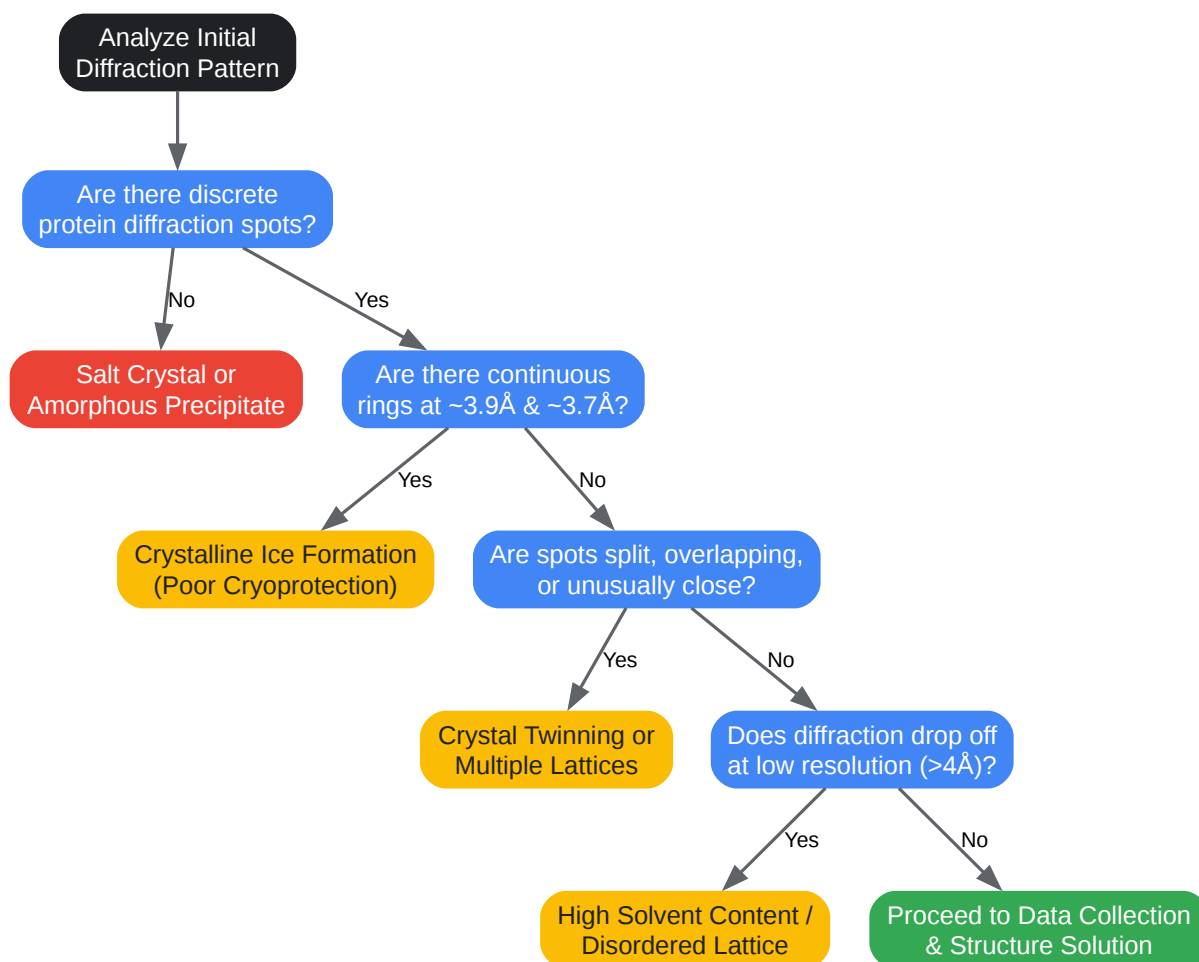 Analyze Initial
Diffraction Pattern
Are there discrete
protein diffraction spots?
No
Yes
Salt Crystal or
Amorphous Precipitate
Are there continuous
rings at ~3.9Å & ~3.7Å?
Yes
No
Crystalline Ice Formation
(Poor Cryoprotection)
Are spots split, overlapping,
or unusually close?
Yes
No
Crystal Twinning or
Multiple Lattices
Does diffraction drop off
at low resolution (>4Å)?
Yes
No
High Solvent Content /
Disordered Lattice
Proceed to Data Collection
& Structure Solution